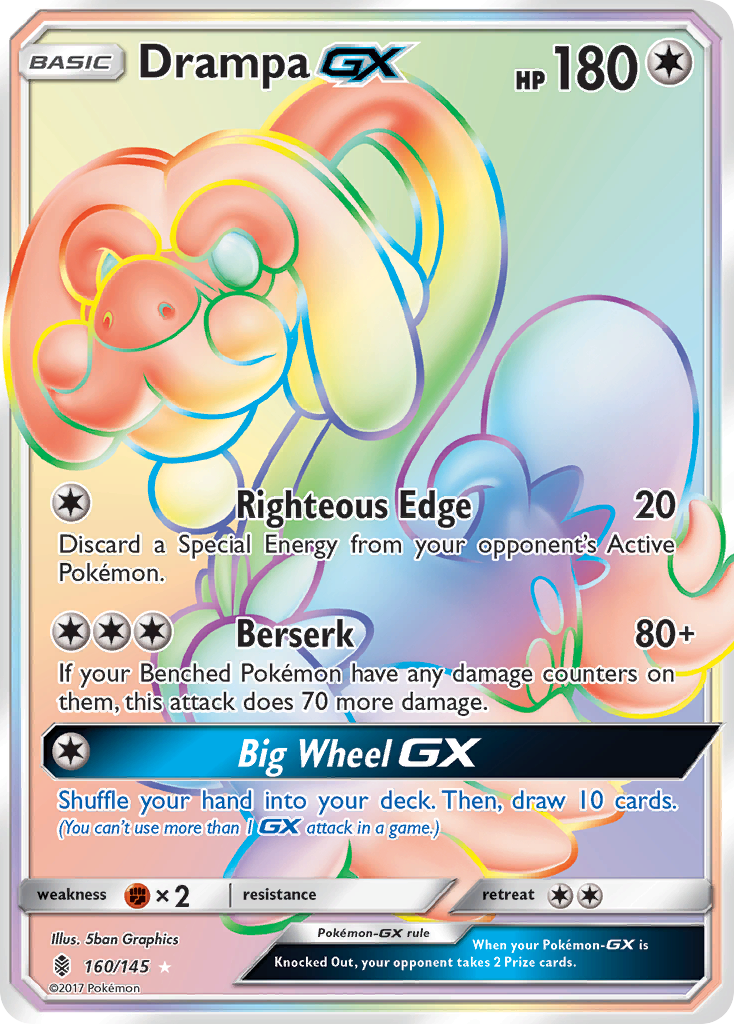 BASIC Drampa GX HP 180
Righteous Edge 20
Discard a Special Energy from your opponent's Active
Pokémon.
Berserk 80+
If your Benched Pokémon have any damage counters on
them, this attack does 70 more damage.
Big Wheel GX
Shuffle your hand into your deck. Then, draw 10 cards.
(You can't use more than 1 GX attack in a game.)
weakness ×2 resistance retreat
Illus. 5ban Graphics
160/145
©2017 Pokémon
Pokémon-GX rule
When your Pokémon-GX is
Knocked Out, your opponent takes 2 Prize cards.